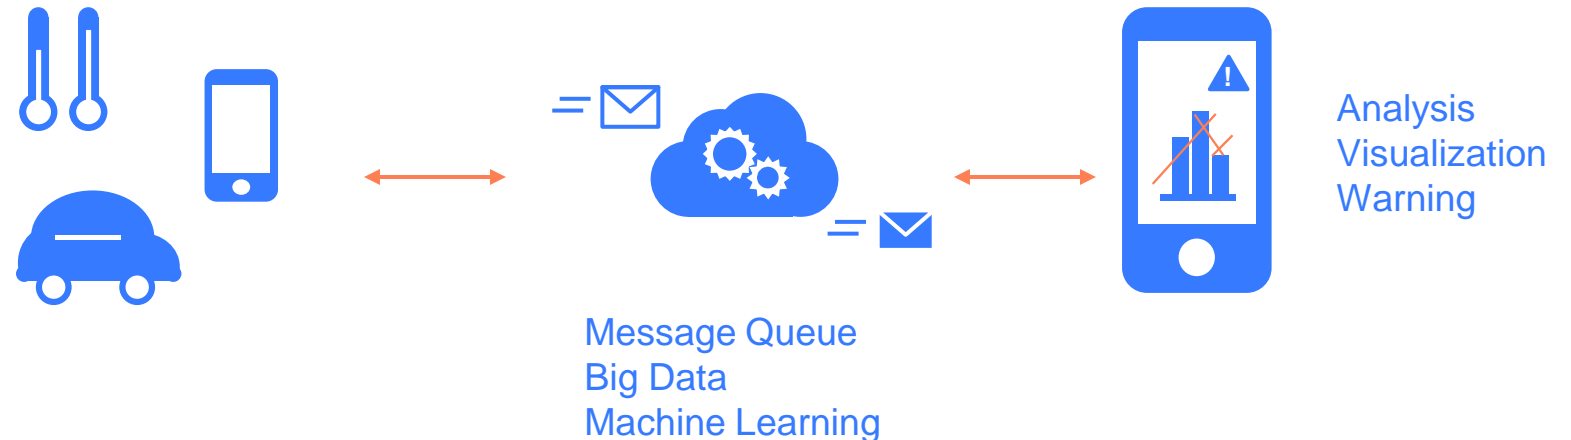 !
Analysis
Visualization
Warning
Message Queue
Big Data
Machine Learning